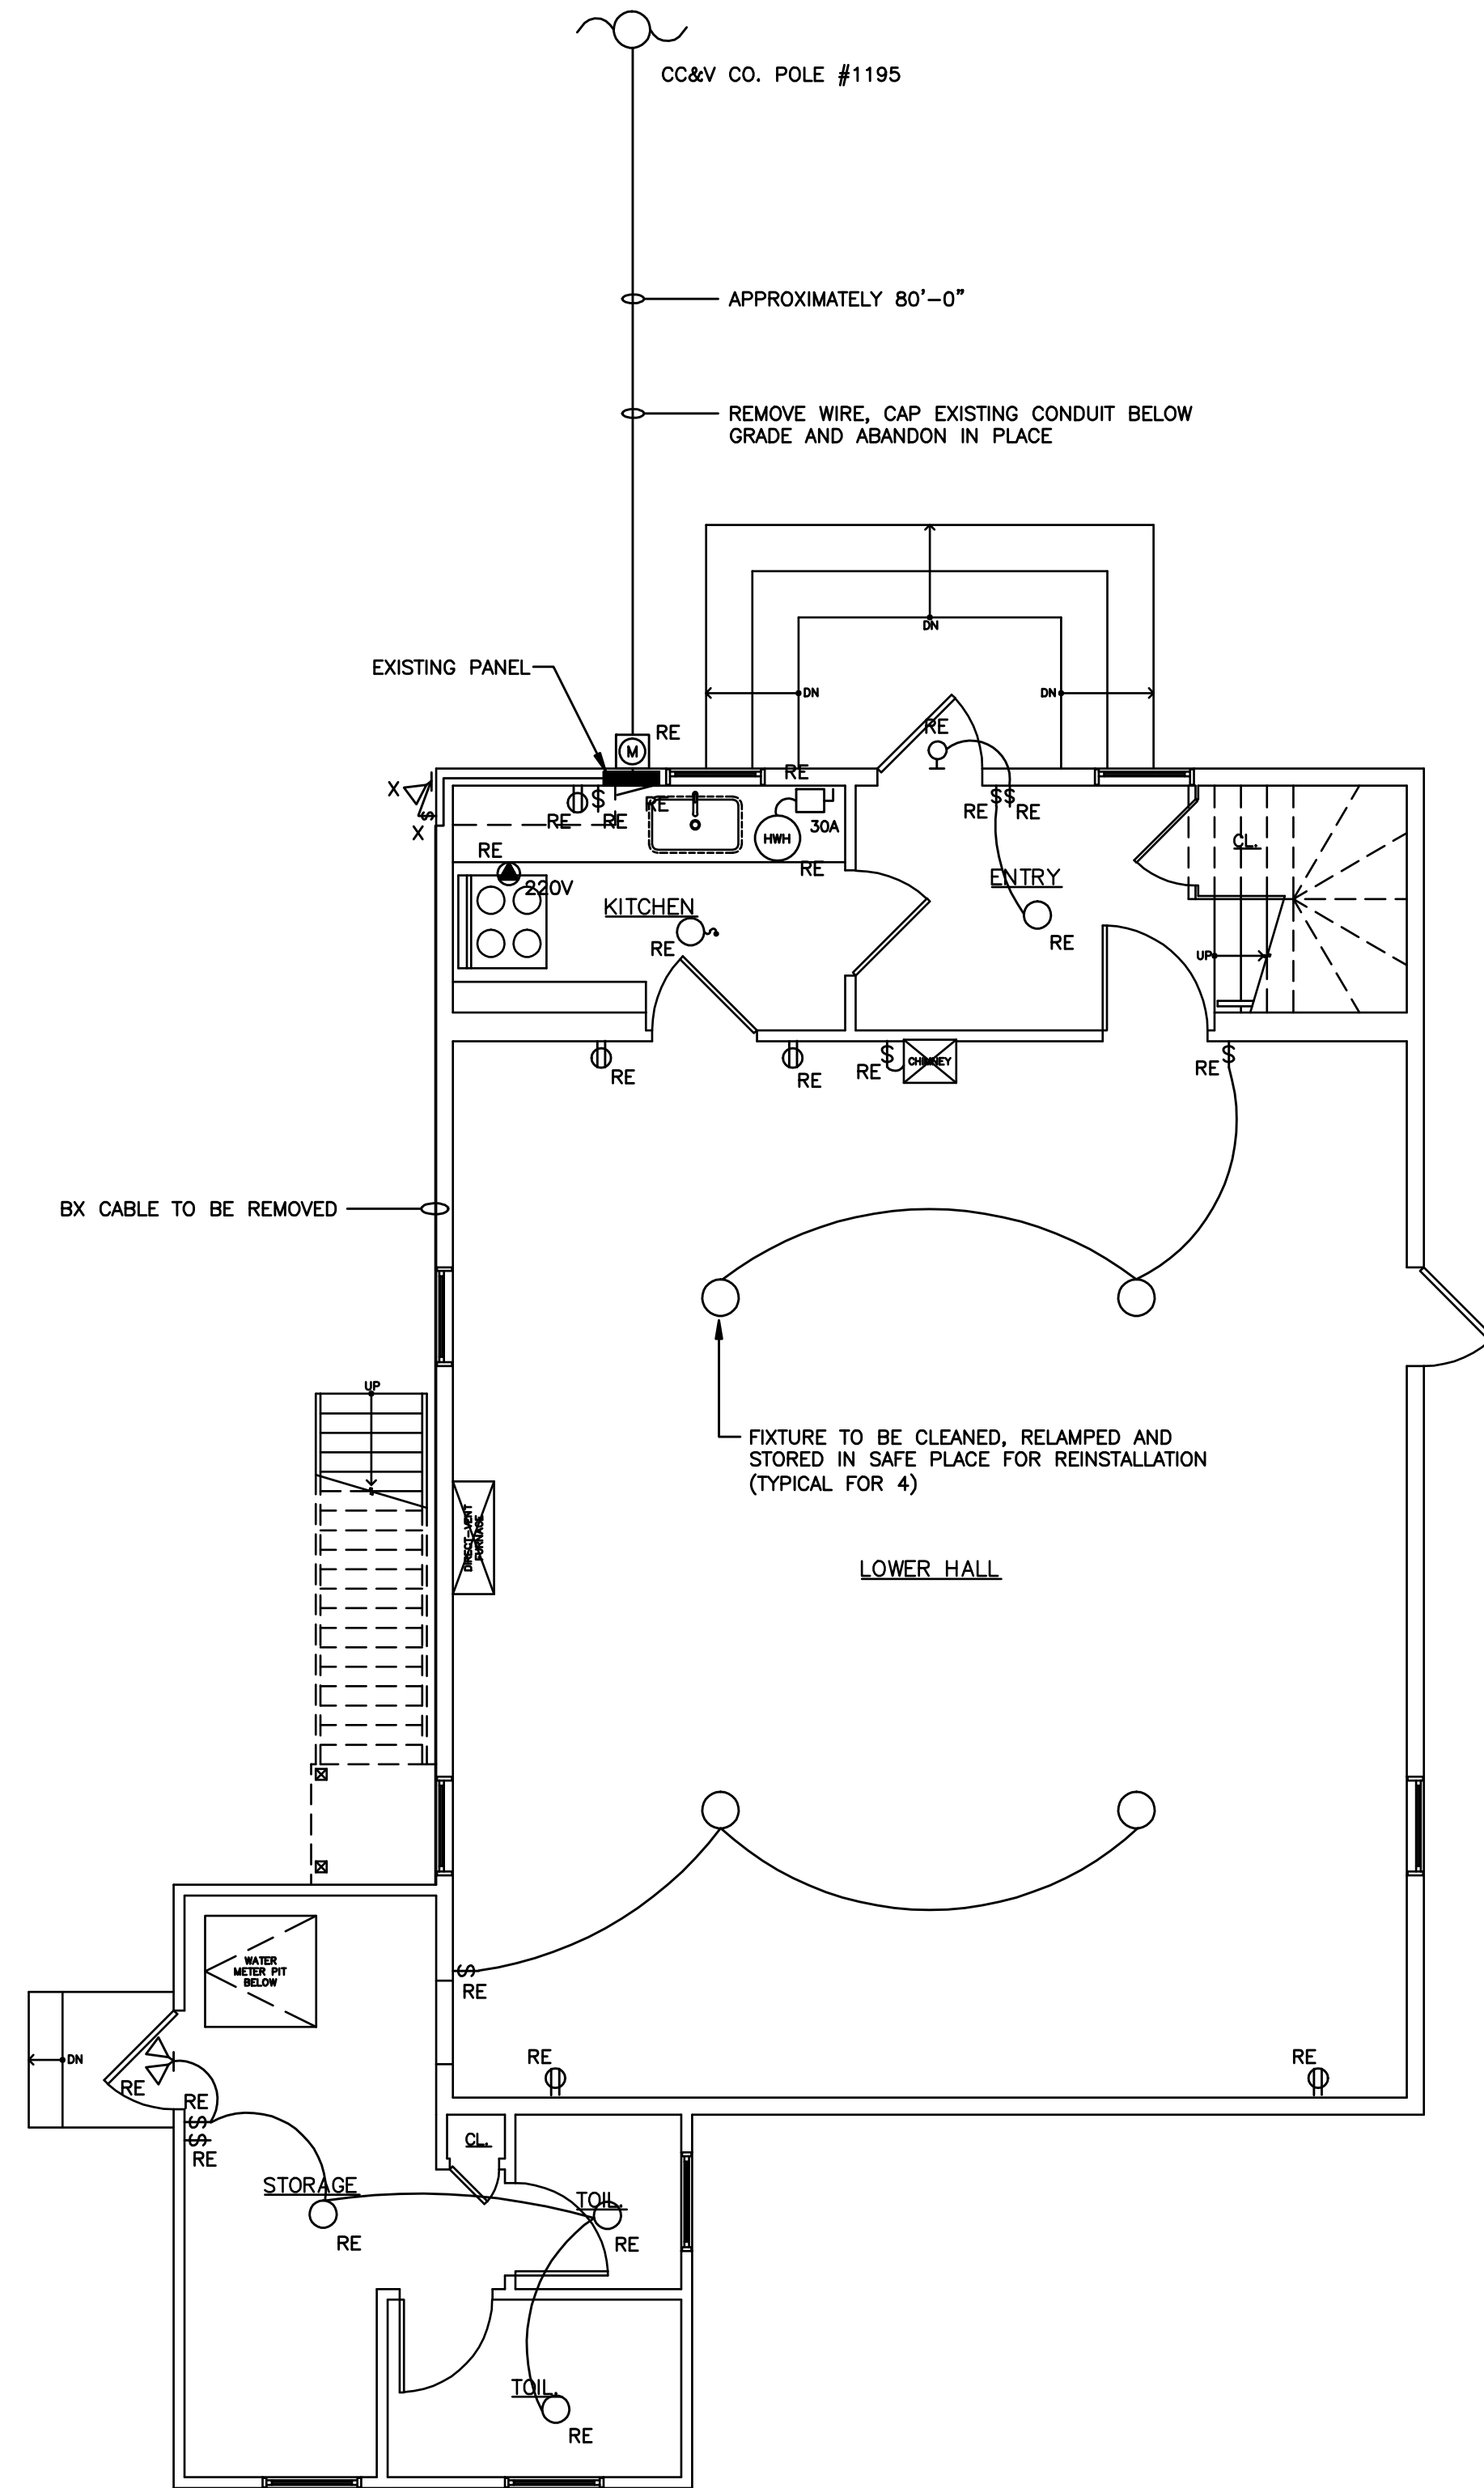 CC&V CO. POLE #1195
APPROXIMATELY 80'-0"
REMOVE WIRE, CAP EXISTING CONDUIT BELOW
GRADE AND ABANDON IN PLACE
DN
EXISTING PANEL
DN
DN
RE
RE
M
RE
X
S
X
$
RE
RE
RE
30A
HWH
RE
$$
RE
RE
CL.
RE
220V
KITCHEN
RE
ENTRY
RE
UP
RE
RE
$
RE
CHIMNEY
$
RE
BX CABLE TO BE REMOVED
UP
FIXTURE TO BE CLEANED, RELAMPED AND
STORED IN SAFE PLACE FOR REINSTALLATION
(TYPICAL FOR 4)
DIRECT-VENT
FURNACE
LOWER HALL
WATER
METER PIT
BELOW
$
RE
DN
RE
RE
RE
RE
$
$
RE
CL.
STORAGE
RE
TOIL.
RE
TOIL.
RE